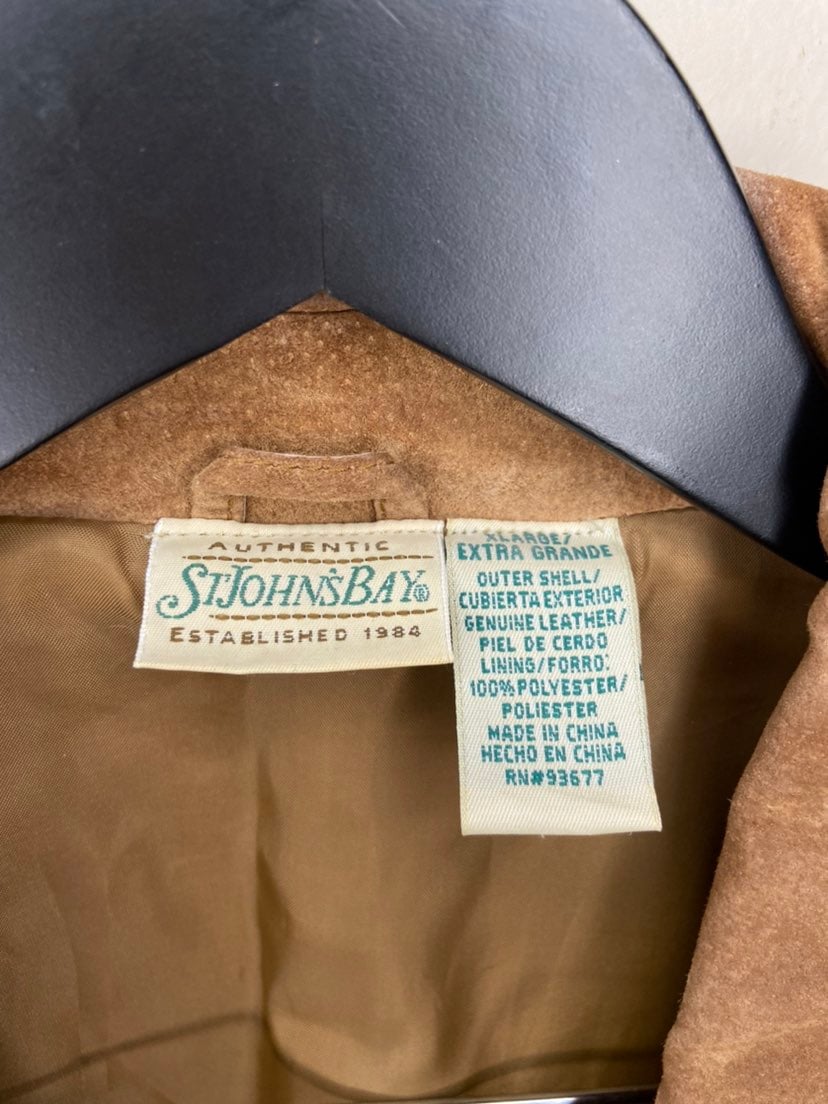 AUTHENTIC
ST. JOHN'S BAY®
ESTABLISHED 1984
XLARGE/
EXTRA GRANDE
OUTER SHELL/
CUBIERTA EXTERIOR
GENUINE LEATHER/
PIEL DE CERDO
LINING/FORRO:
100% POLYESTER/
POLIESTER
MADE IN CHINA
HECHO EN CHINA
RN#93677